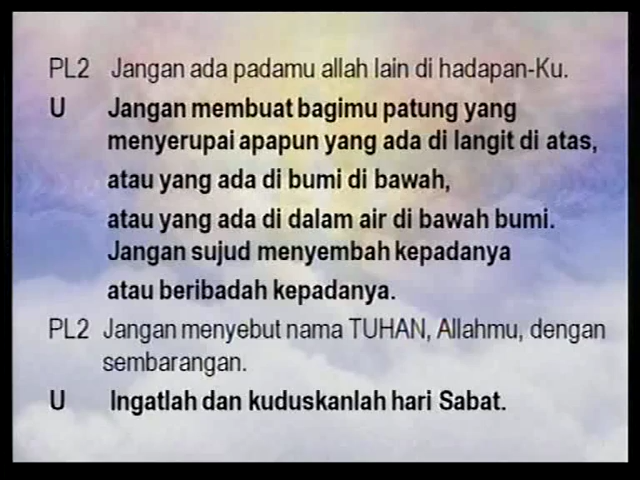 PL2 Jangan ada padamu allah lain di hadapan-Ku.
U Jangan membuat bagimu patung yang
menyerupai apapun yang ada di langit di atas,
atau yang ada di bumi di bawah,
atau yang ada di dalam air di bawah bumi.
Jangan sujud menyembah kepadanya
atau beribadah kepadanya.
PL2 Jangan menyebut nama TUHAN, Allahmu, dengan
sembarangan.
U Ingatlah dan kuduskanlah hari Sabat.